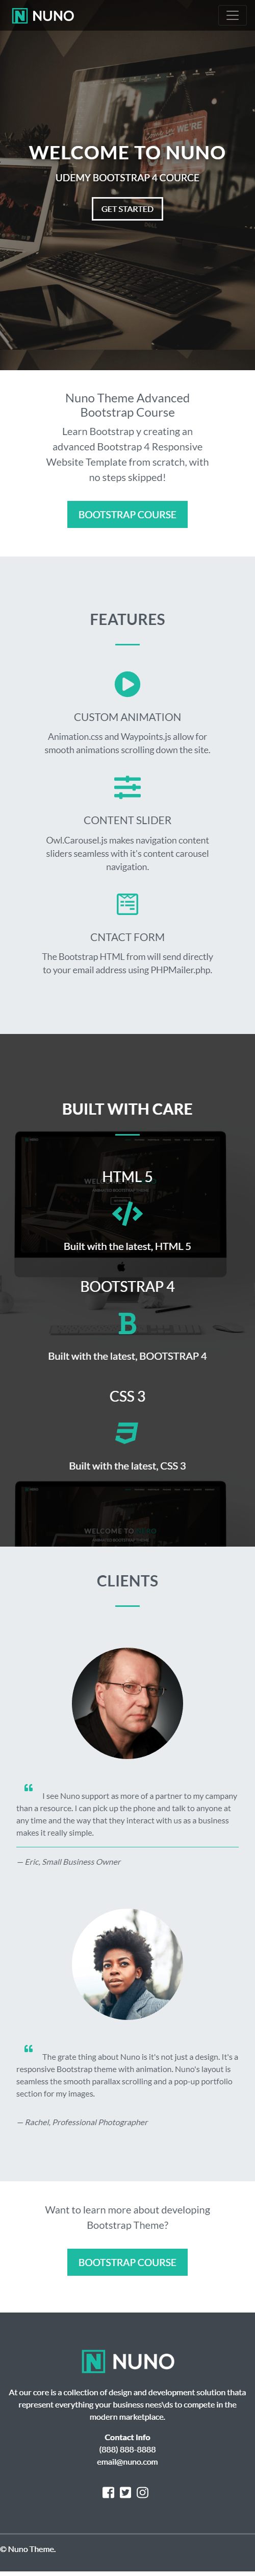 NUNO
WELCOME TO NUNO
UDEMY BOOTSTRAP 4 COURCE
GET STARTED
Nuno Theme Advanced
Bootstrap Course
Learn Bootstrap y creating an
advanced Bootstrap 4 Responsive
Website Template from scratch, with
no steps skipped!
BOOTSTRAP COURSE
FEATURES
CUSTOM ANIMATION
Animation.css and Waypoints.js allow for
smooth animations scrolling down the site.
CONTENT SLIDER
Owl.Carousel.js makes navigation content
sliders seamless with it's content carousel
navigation.
CNTACT FORM
The Bootstrap HTML from will send directly
to your email address using PHPMailer.php.
BUILT WITH CARE
HTML 5
Built with the latest, HTML 5
BOOTSTRAP 4
Built with the latest, BOOTSTRAP 4
CSS 3
Built with the latest, CSS 3
WELCOME TO NUNO
CLIENTS
I see Nuno support as more of a partner to my campany
than a resource. I can pick up the phone and talk to anyone at
any time and the way that they interact with us as a business
makes it really simple.
— Eric, Small Business Owner
The grate thing about Nuno is it's not just a design. It's a
responsive Bootstrap theme with animation. Nuno's layout is
seamless the smooth parallax scrolling and a pop-up portfolio
section for my images.
— Rachel, Professional Photographer
Want to learn more about developing
Bootstrap Theme?
BOOTSTRAP COURSE
NUNO
At our core is a collection of design and development solution thata
represent everything your business nees\ds to compete in the
modern marketplace.
Contact Info
(888) 888-8888
email@nuno.com
© Nuno Theme.